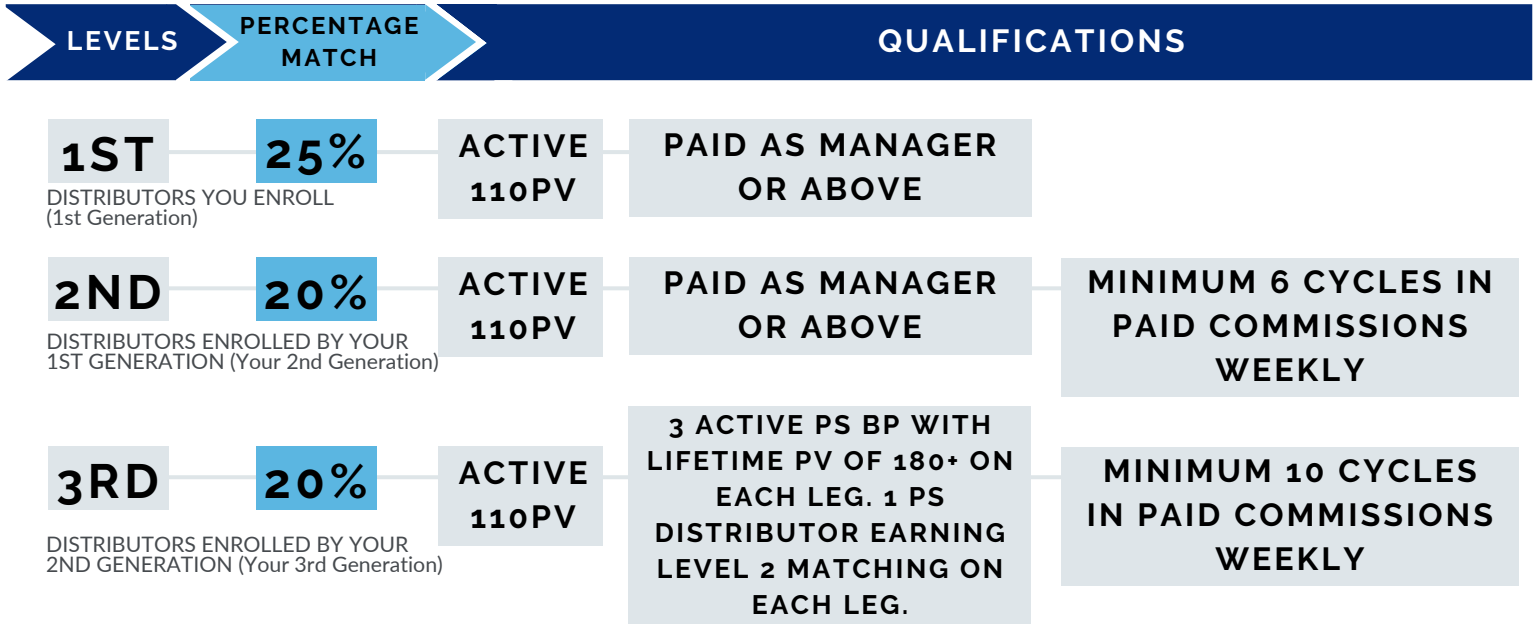 LEVELS
PERCENTAGE
MATCH
QUALIFICATIONS
1ST
25%
ACTIVE
110PV
PAID AS MANAGER
OR ABOVE
DISTRIBUTORS YOU ENROLL
(1st Generation)
2ND
20%
ACTIVE
110PV
PAID AS MANAGER
OR ABOVE
MINIMUM 6 CYCLES IN
PAID COMMISSIONS
WEEKLY
DISTRIBUTORS ENROLLED BY YOUR
1ST GENERATION (Your 2nd Generation)
3RD
20%
ACTIVE
110PV
3 ACTIVE PS BP WITH
LIFETIME PV OF 180+ ON
EACH LEG. 1 PS
DISTRIBUTOR EARNING
LEVEL 2 MATCHING ON
EACH LEG.
MINIMUM 10 CYCLES
IN PAID COMMISSIONS
WEEKLY
DISTRIBUTORS ENROLLED BY YOUR
2ND GENERATION (Your 3rd Generation)